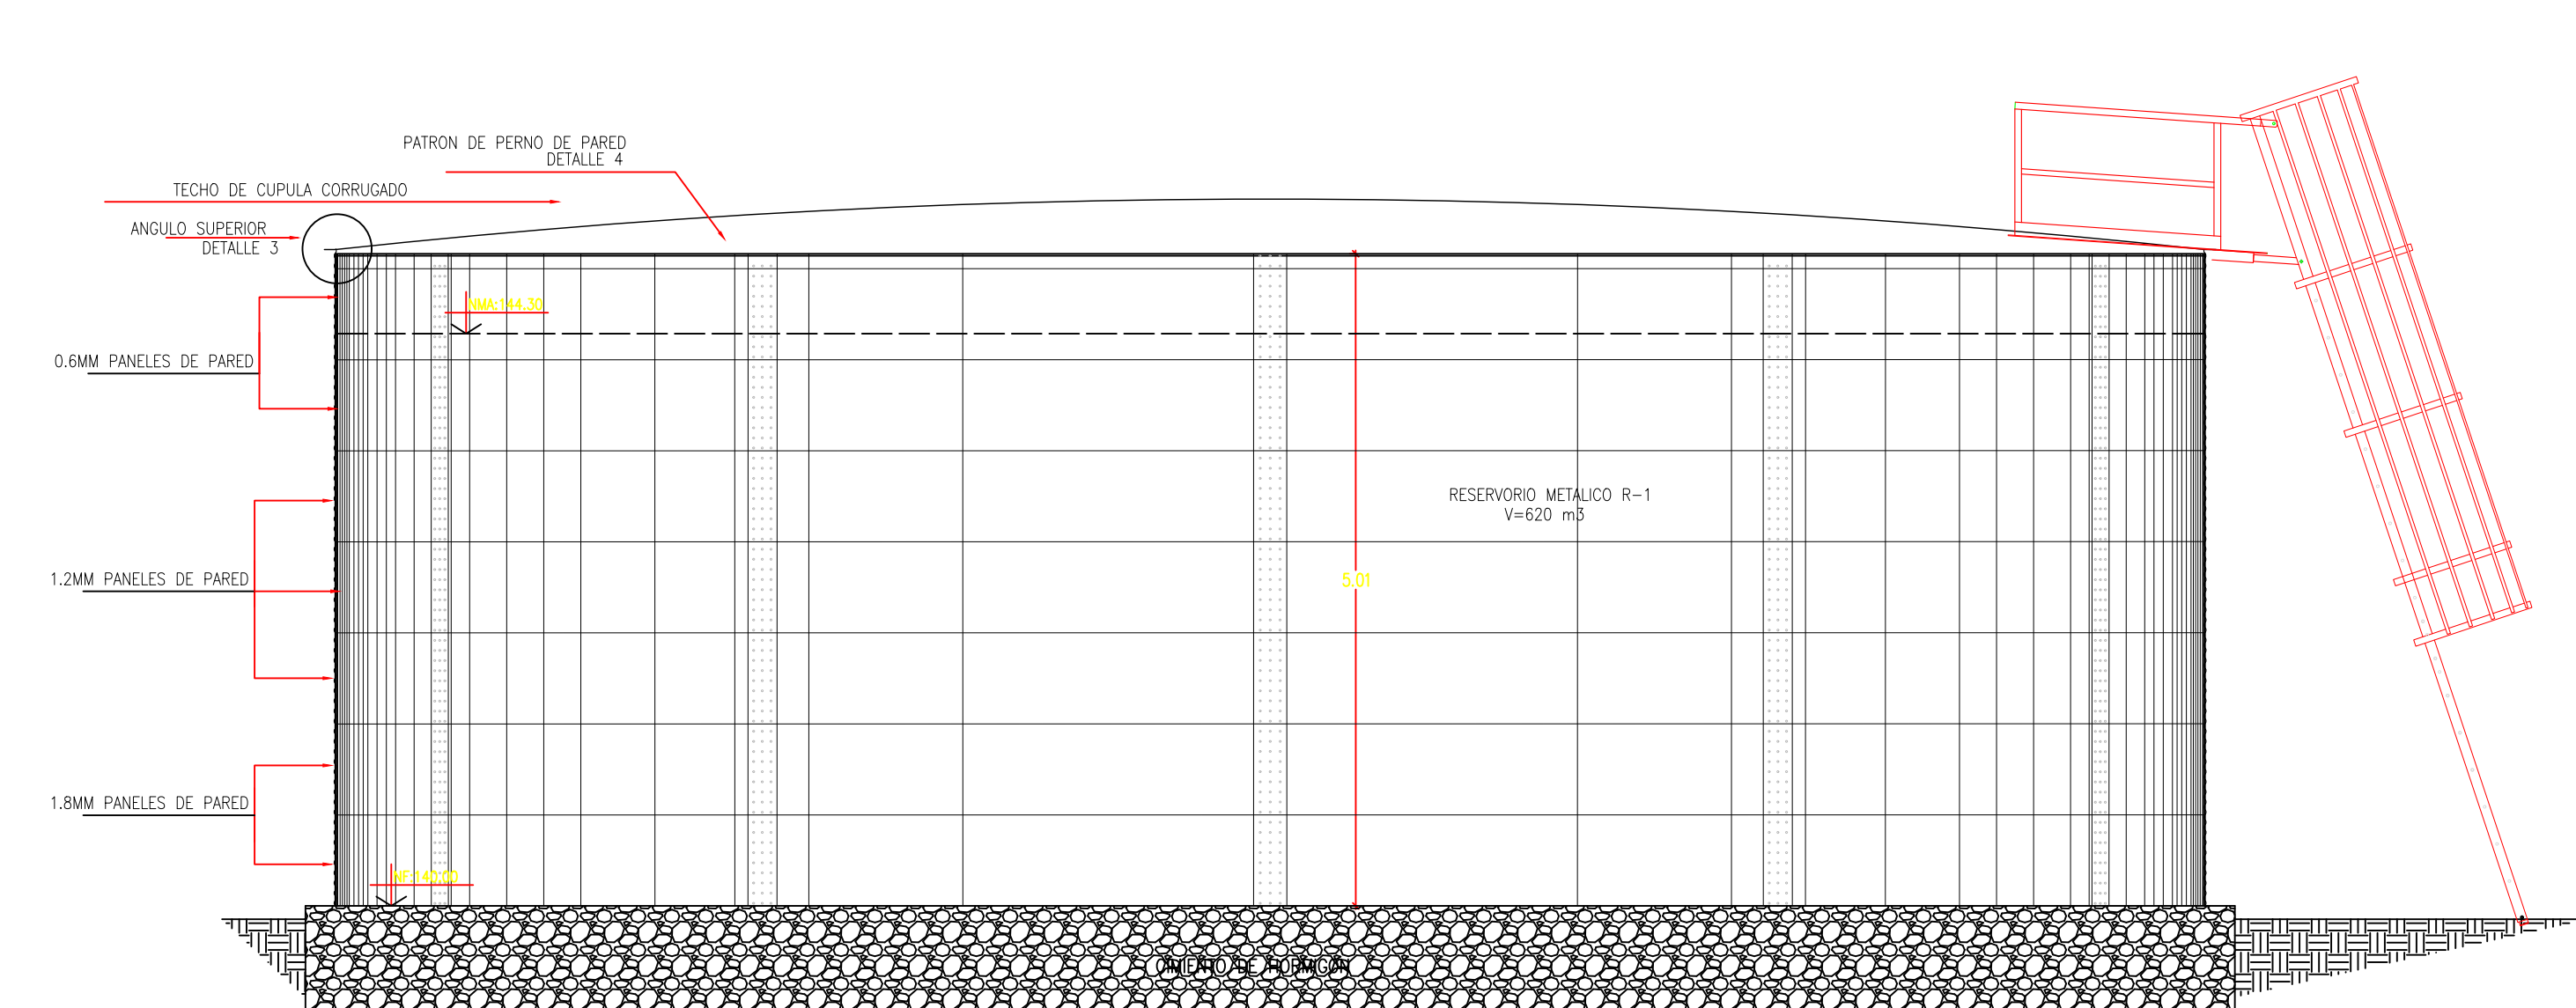 PATRON DE PERNO DE PARED
DETALLE 4
TECHO DE CUPULA CORRUGADO
ANGULO SUPERIOR
DETALLE 3
NMA:144.30
0.6MM PANELES DE PARED
RESERVORIO METALICO R-1
V=620 m3
5.01
1.2MM PANELES DE PARED
1.8MM PANELES DE PARED
NF:140.00
CIMIENTO DE HORMIGON